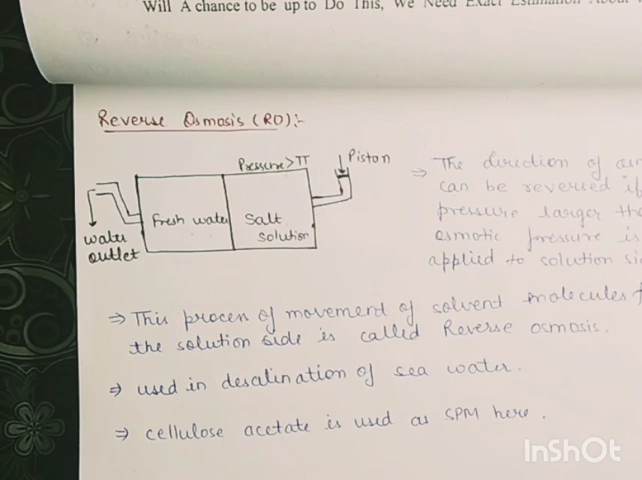 Will A chance to be up to Do This, We Need Exact Estimation About
Reverse Osmosis (RO):-
Pressure > π
Piston
Fresh water
Salt solution
water outlet
⇒ The direction of
can be reversed if
pressure larger
osmotic pressure is
applied to solution
⇒ This process of movement of solvent molecules
the solution side is called Reverse osmosis.
⇒ used in desalination of sea water.
⇒ cellulose acetate is used as SPM here.
InShOt